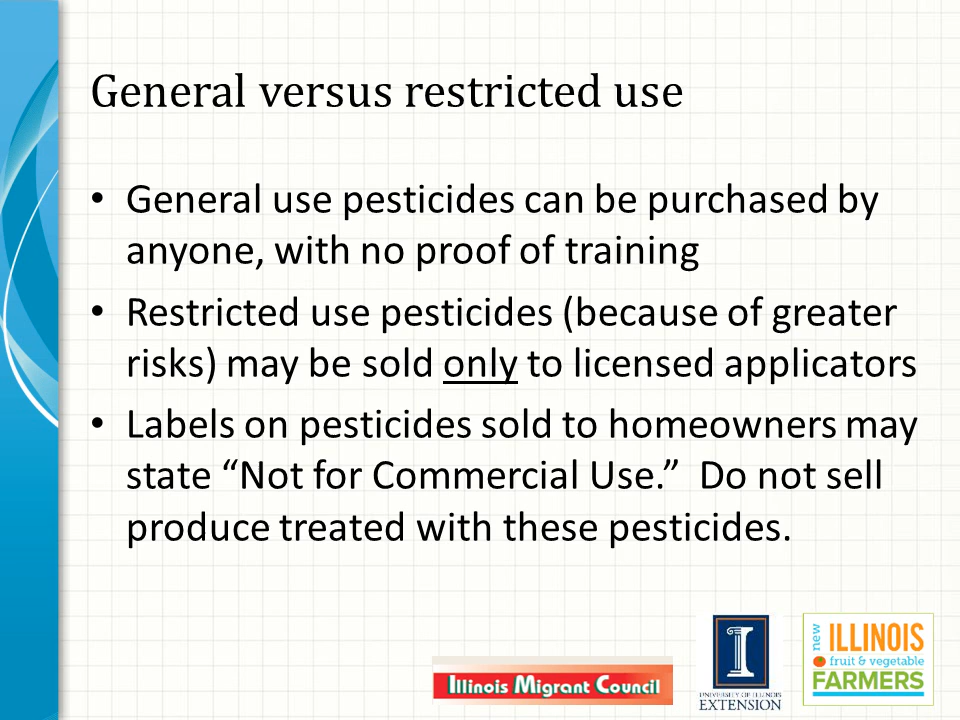 General versus restricted use
• General use pesticides can be purchased by
anyone, with no proof of training
• Restricted use pesticides (because of greater
risks) may be sold only to licensed applicators
• Labels on pesticides sold to homeowners may
state “Not for Commercial Use.”  Do not sell
produce treated with these pesticides.
Illinois Migrant Council
I
UNIVERSITY OF ILLINOIS
EXTENSION
new
ILLINOIS
fruit & vegetable
FARMERS